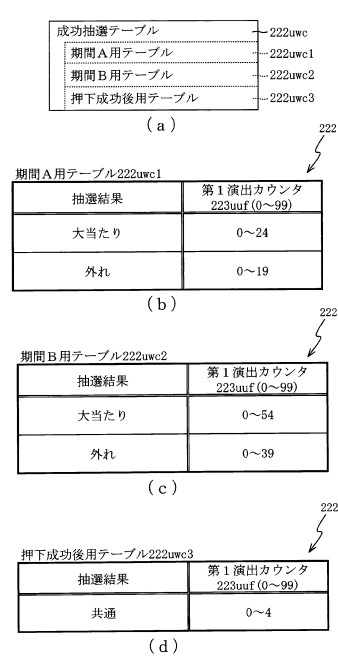 成功抽選テーブル 222uwc
期間A用テーブル 222uwc1
期間B用テーブル 222uwc2
押下成功後用テーブル 222uwc3
(a)
222
期間A用テーブル222uwc1
抽選結果 第1演出カウンタ
223uuf(0~99)
大当たり 0~24
外れ 0~19
(b)
222
期間B用テーブル222uwc2
抽選結果 第1演出カウンタ
223uuf(0~99)
大当たり 0~54
外れ 0~39
(c)
222
押下成功後用テーブル222uwc3
抽選結果 第1演出カウンタ
223uuf(0~99)
共通 0~4
(d)